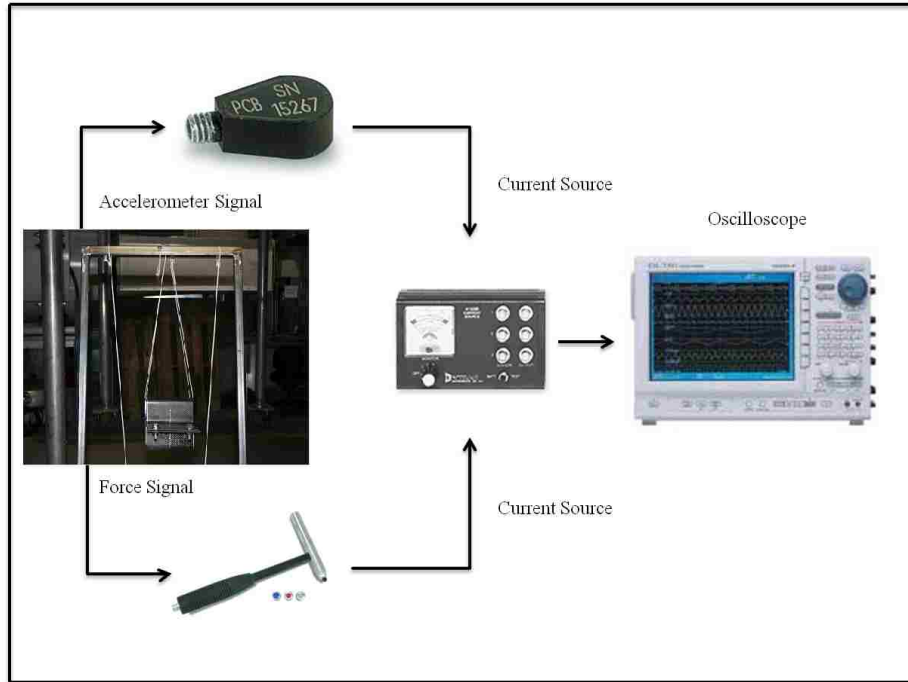 PCB SN
15267
Accelerometer Signal
Current Source
Oscilloscope
Force Signal
Current Source